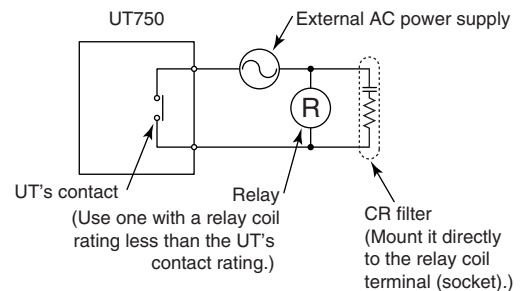 UT750
External AC power supply
R
UT's contact
Relay
(Use one with a relay coil
rating less than the UT's
contact rating.)
CR filter
(Mount it directly
to the relay coil
terminal (socket).)